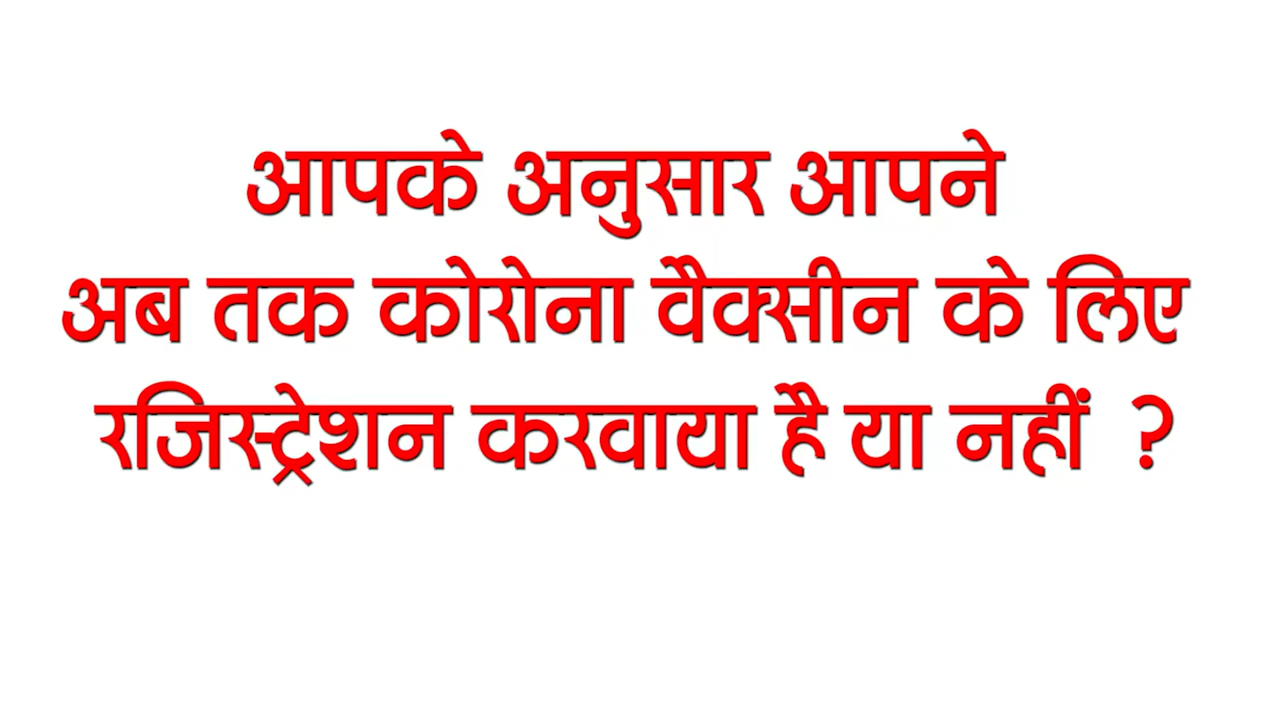 आपके अनुसार आपने
अब तक कोरोना वैक्सीन के लिए
रजिस्ट्रेशन करवाया है या नहीं ?